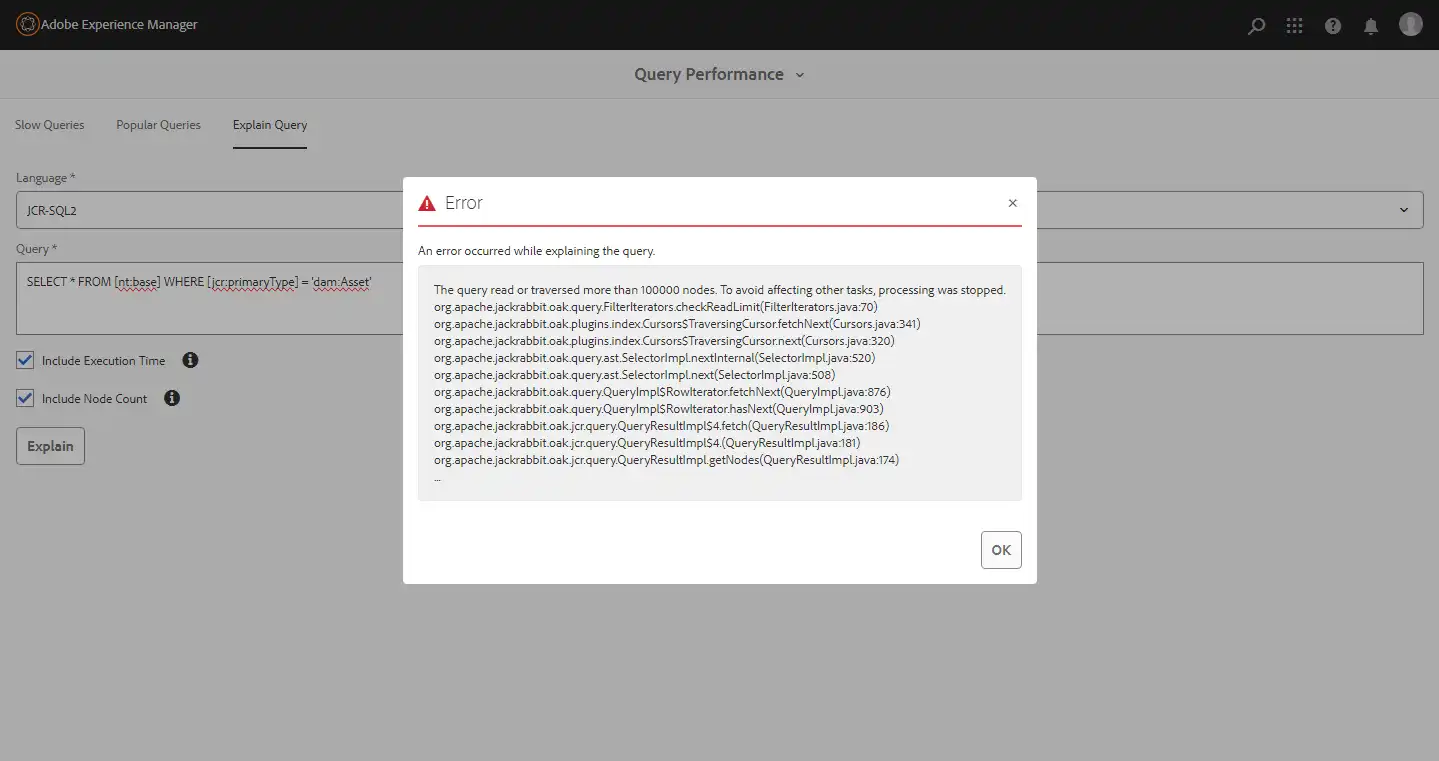 Adobe Experience Manager
Query Performance
Slow Queries Popular Queries Explain Query
Language *
JCR-SQL2
Query *
SELECT * FROM [nt:base] WHERE [jcr:primaryType] = 'dam:Asset'
Include Execution Time
Include Node Count
Explain
Error
An error occurred while explaining the query.
The query read or traversed more than 100000 nodes. To avoid affecting other tasks, processing was stopped.
org.apache.jackrabbit.oak.query.FilterIterators.checkReadLimit(FilterIterators.java:70)
org.apache.jackrabbit.oak.plugins.index.Cursors$TraversingCursor.fetchNext(Cursors.java:341)
org.apache.jackrabbit.oak.plugins.index.Cursors$TraversingCursor.next(Cursors.java:320)
org.apache.jackrabbit.oak.query.ast.SelectorImpl.nextInternal(SelectorImpl.java:520)
org.apache.jackrabbit.oak.query.ast.SelectorImpl.next(SelectorImpl.java:508)
org.apache.jackrabbit.oak.query.QueryImpl$RowIterator.fetchNext(QueryImpl.java:876)
org.apache.jackrabbit.oak.query.QueryImpl$RowIterator.hasNext(QueryImpl.java:903)
org.apache.jackrabbit.oak.jcr.query.QueryResultImpl$4.fetch(QueryResultImpl.java:186)
org.apache.jackrabbit.oak.jcr.query.QueryResultImpl$4.(QueryResultImpl.java:181)
org.apache.jackrabbit.oak.jcr.query.QueryResultImpl.getNodes(QueryResultImpl.java:174)
...
OK